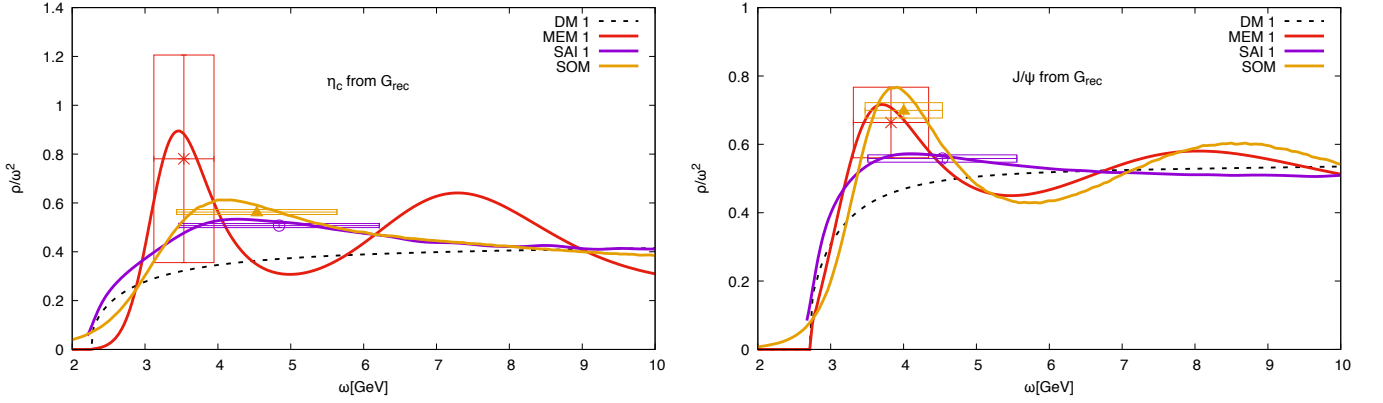 1.4
1.2
1
0.8
0.6
0.4
0.2
0
ρ/ω²
2 3 4 5 6 7 8 9 10
ω[GeV]
η_c from G_rec
DM 1
MEM 1
SAI 1
SOM
1
0.8
0.6
0.4
0.2
0
ρ/ω²
2 3 4 5 6 7 8 9 10
ω[GeV]
J/ψ from G_rec
DM 1
MEM 1
SAI 1
SOM